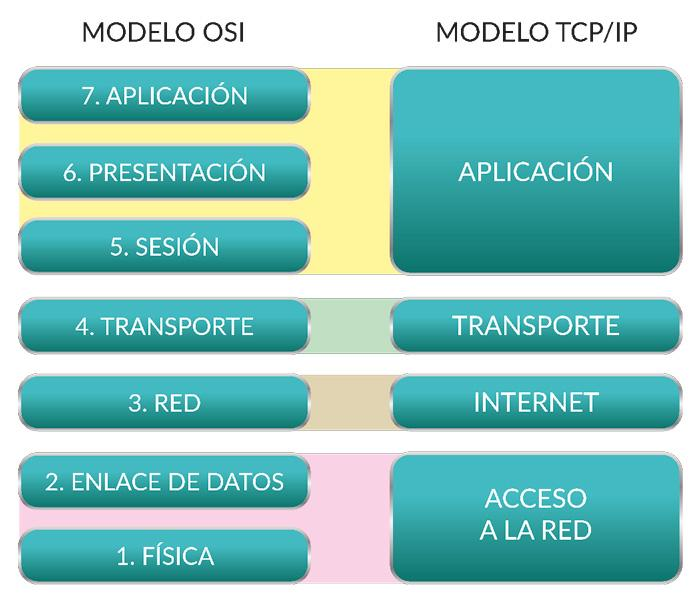 MODELO OSI
MODELO TCP/IP
7. APLICACIÓN
6. PRESENTACIÓN
5. SESIÓN
APLICACIÓN
4. TRANSPORTE
TRANSPORTE
3. RED
INTERNET
2. ENLACE DE DATOS
1. FÍSICA
ACCESO
A LA RED